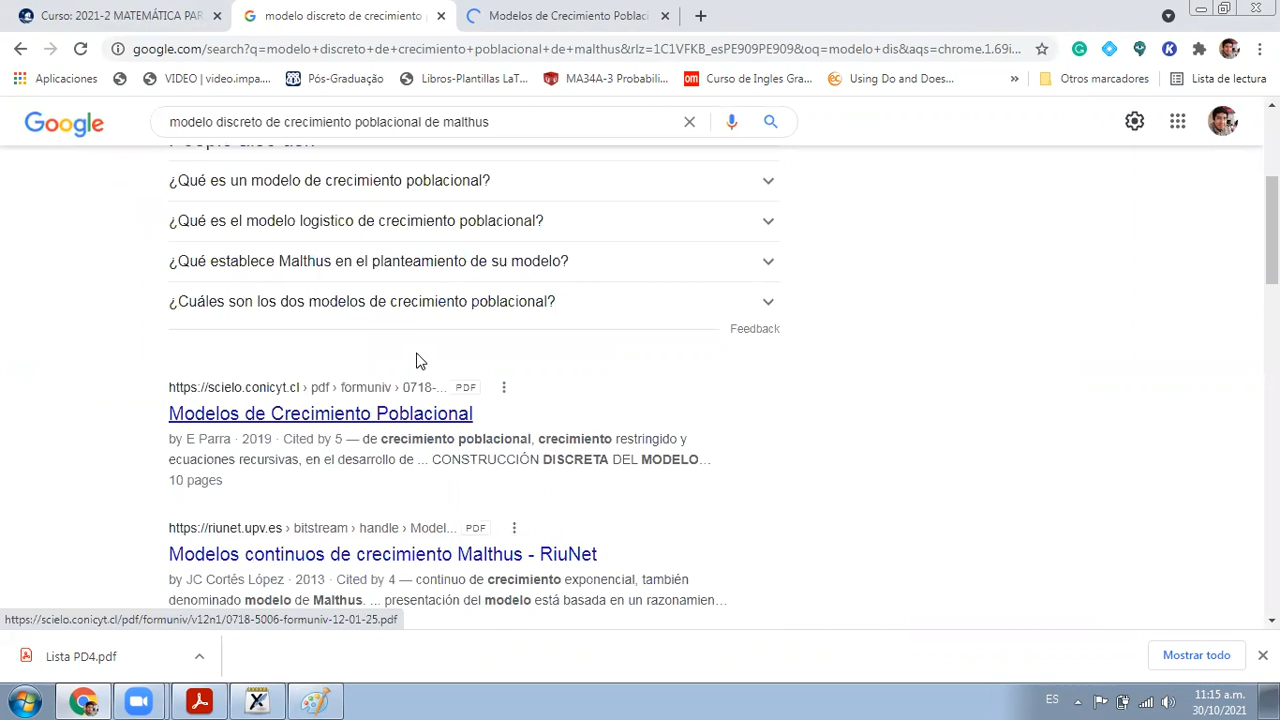 Curso: 2021-2 MATEMÁTICA PAR
modelo discreto de crecimiento
Modelos de Crecimiento Poblaci
google.com/search?q=modelo+discreto+de+crecimiento+poblacional+de+malthus&rlz=1C1VFKB_esPE959PE909&oq=modelo+dis&aqs=chrome.1.69i...
Aplicaciones
VIDEO | video.impa...
Pós-Graduação
Libros-Plantillas LaT...
MA34A-3 Probabili...
om
Curso de Ingles Gra...
Using Do and Does...
»
Otros marcadores
Lista de lectura
Google
modelo discreto de crecimiento poblacional de malthus
People also ask
¿Qué es un modelo de crecimiento poblacional?
¿Qué es el modelo logistico de crecimiento poblacional?
¿Qué establece Malthus en el planteamiento de su modelo?
¿Cuáles son los dos modelos de crecimiento poblacional?
Feedback
https://scielo.conicyt.cl › pdf › formuniv › 0718-... PDF
Modelos de Crecimiento Poblacional
by E Parra · 2019 · Cited by 5 — de crecimiento poblacional, crecimiento restringido y
ecuaciones recursivas, en el desarrollo de ... CONSTRUCCIÓN DISCRETA DEL MODELO...
10 pages
https://riunet.upv.es › bitstream › handle › Model... PDF
Modelos continuos de crecimiento Malthus - RiuNet
by JC Cortés López · 2013 · Cited by 4 — continuo de crecimiento exponencial, también
denominado modelo de Malthus. ... presentación del modelo está basada en un razonamien...
https://scielo.conicyt.cl/pdf/formuniv/v12n1/0718-5006-formuniv-12-01-25.pdf
Lista PD4.pdf
Mostrar todo
ES
11:15 a.m.
30/10/2021